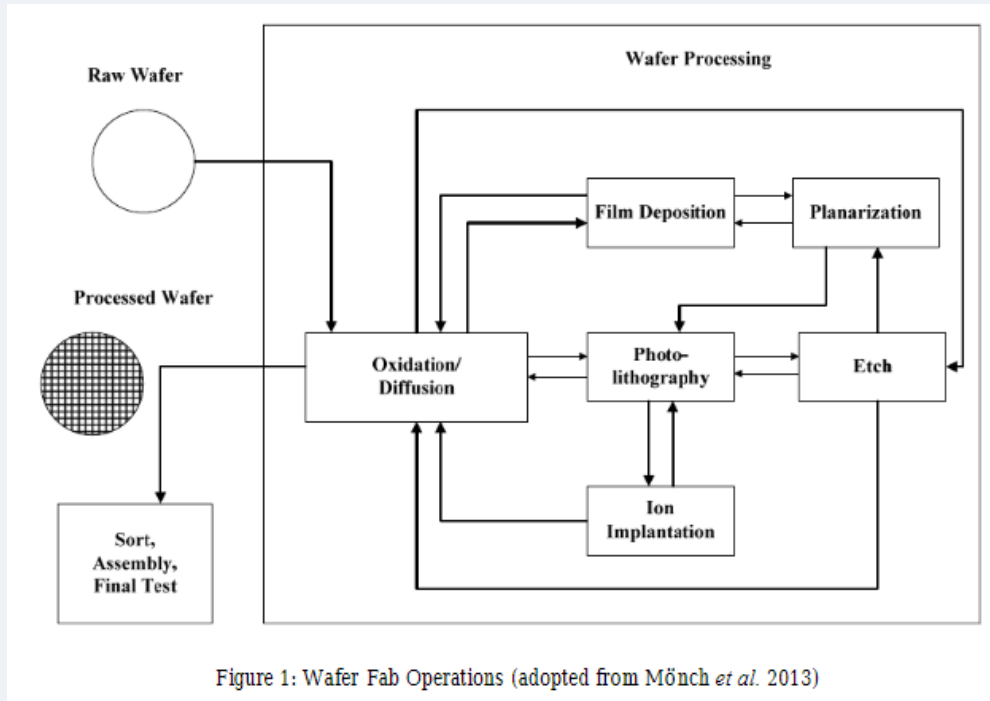 Wafer Processing
Raw Wafer
Film Deposition
Planarization
Processed Wafer
Oxidation/
Diffusion
Photo-
lithography
Etch
Ion
Implantation
Sort,
Assembly,
Final Test
Figure 1: Wafer Fab Operations (adopted from Mönch et al. 2013)